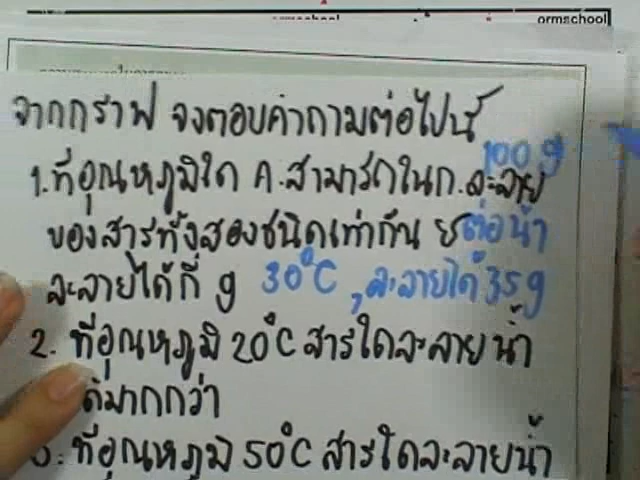 ormschool
จากกราฟ จงตอบคำถามต่อไปนี้
1. ที่อุณหภูมิใด ค.สามารถในก.ละลาย 100 g
ของสารทั้งสองชนิดเท่ากัน ต่อน้ำ
ละลายได้กี่ g 30°C , ละลายได้ 35g
2. ที่อุณหภูมิ 20°C สารใดละลายน้ำ
ได้มากกว่า
3. ที่อุณหภูมิ 50°C สารใดละลายน้ำ